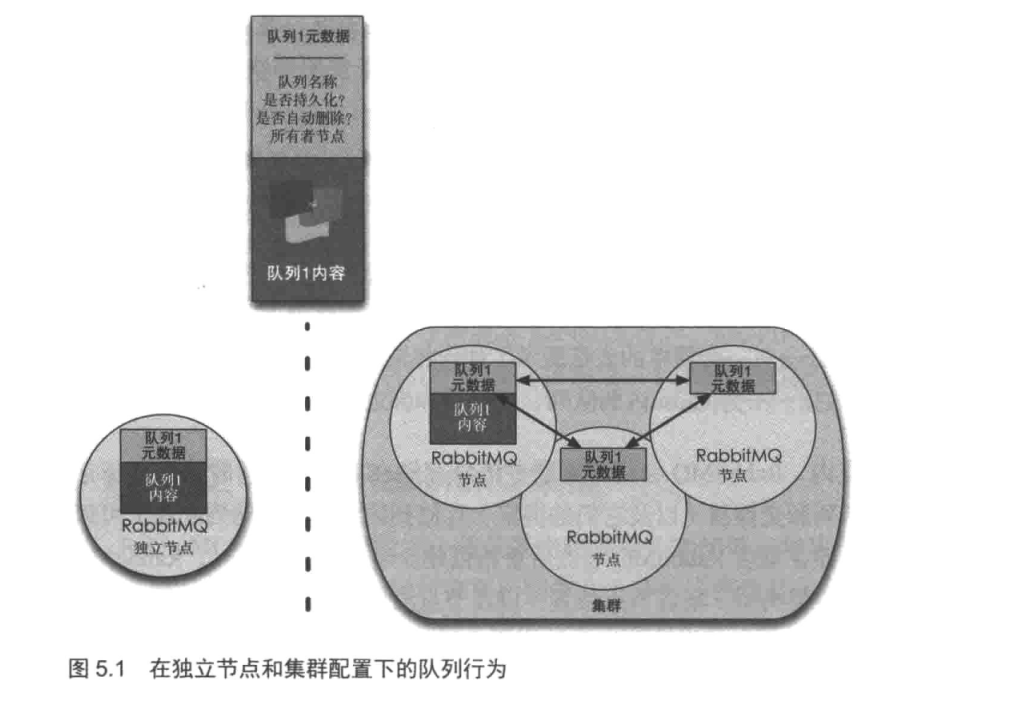 队列1元数据
队列名称
是否持久化?
是否自动删除?
所有者节点
队列1内容
队列1
元数据
队列1
内容
RabbitMQ
独立节点
队列1
元数据
队列1
内容
RabbitMQ
节点
队列1
元数据
RabbitMQ
节点
队列1
元数据
RabbitMQ
节点
集群
图 5.1 在独立节点和集群配置下的队列行为